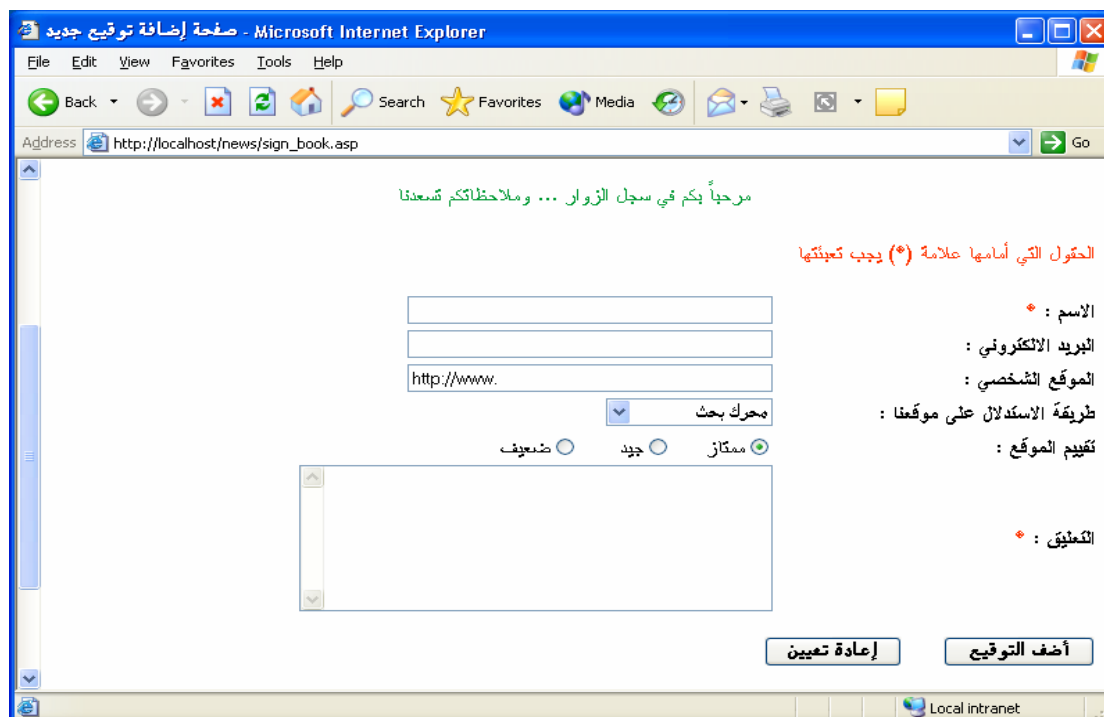 صفحة إضافة توقيع جديد - Microsoft Internet Explorer
File Edit View Favorites Tools Help
Back Search Favorites Media
Address http://localhost/news/sign_book.asp Go
مرحباً بكم في سجل الزوار ... وملاحظاتكم تسعدنا
الحقول التي أمامها علامة (*) يجب تعبئتها
الاسم : *
البريد الالكتروني :
الموقع الشخصي : http://www.
طريقة الاستدلال على موقعنا : محرك بحث
تقييم الموقع : ممتاز جيد ضعيف
التعليق : *
أضف التوقيع إعادة تعيين
Local intranet